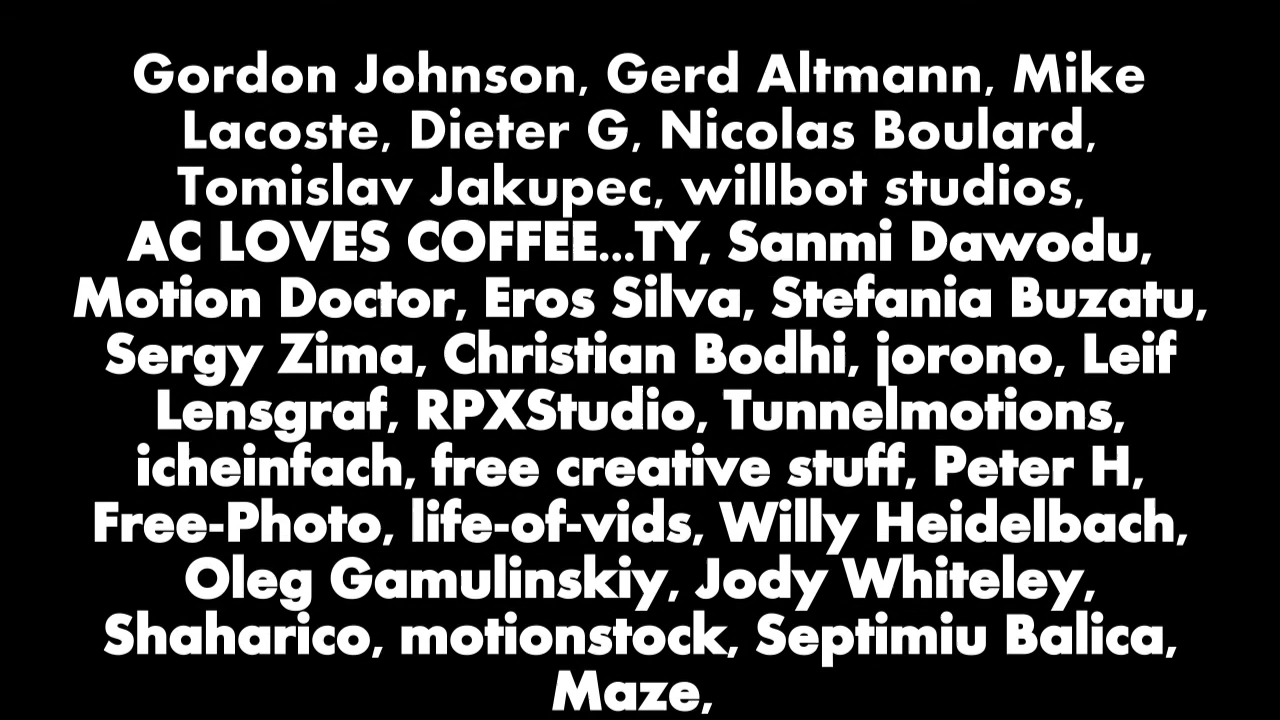 Gordon Johnson, Gerd Altmann, Mike
Lacoste, Dieter G, Nicolas Boulard,
Tomislav Jakupec, willbot studios,
AC LOVES COFFEE...TY, Sanmi Dawodu,
Motion Doctor, Eros Silva, Stefania Buzatu,
Sergy Zima, Christian Bodhi, jorono, Leif
Lensgraf, RPXStudio, Tunnelmotions,
icheinfach, free creative stuff, Peter H,
Free-Photo, life-of-vids, Willy Heidelbach,
Oleg Gamulinskiy, Jody Whiteley,
Shaharico, motionstock, Septimiu Balica,
Maze,